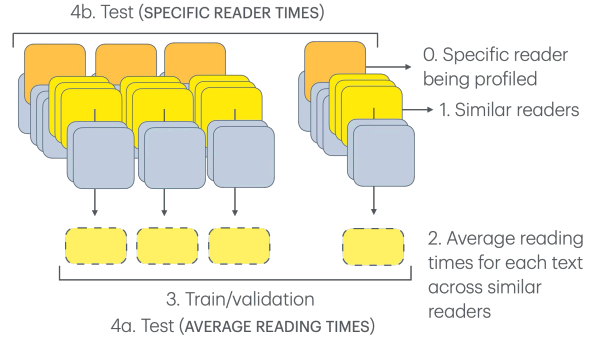 4b. Test (SPECIFIC READER TIMES)
0. Specific reader
being profiled
1. Similar readers
2. Average reading
times for each text
across similar
readers
3. Train/validation
4a. Test (AVERAGE READING TIMES)